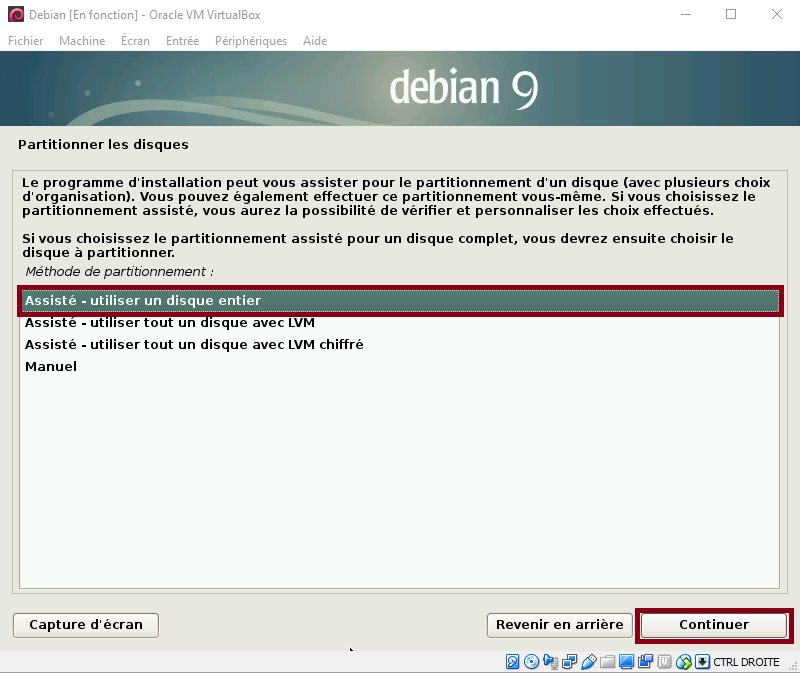 Debian [En fonction] - Oracle VM VirtualBox
Fichier Machine Écran Entrée Périphériques Aide
debian 9
Partitionner les disques
Le programme d'installation peut vous assister pour le partitionnement d'un disque (avec plusieurs choix
d'organisation). Vous pouvez également effectuer ce partitionnement vous-même. Si vous choisissez le
partitionnement assisté, vous aurez la possibilité de vérifier et personnaliser les choix effectués.
Si vous choisissez le partitionnement assisté pour un disque complet, vous devrez ensuite choisir le
disque à partitionner.
Méthode de partitionnement :
Assisté - utiliser un disque entier
Assisté - utiliser tout un disque avec LVM
Assisté - utiliser tout un disque avec LVM chiffré
Manuel
Capture d'écran Revenir en arrière Continuer
CTRL DROITE